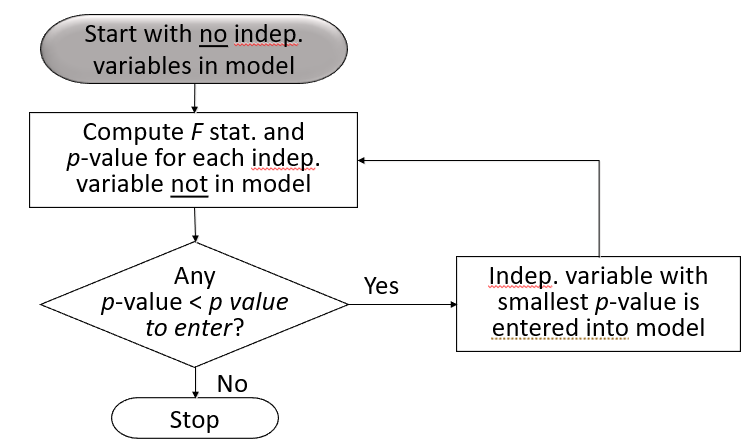 Start with no indep.
variables in model
Compute F stat. and
p-value for each indep.
variable not in model
Any
p-value < p value
to enter?
Yes
Indep. variable with
smallest p-value is
entered into model
No
Stop